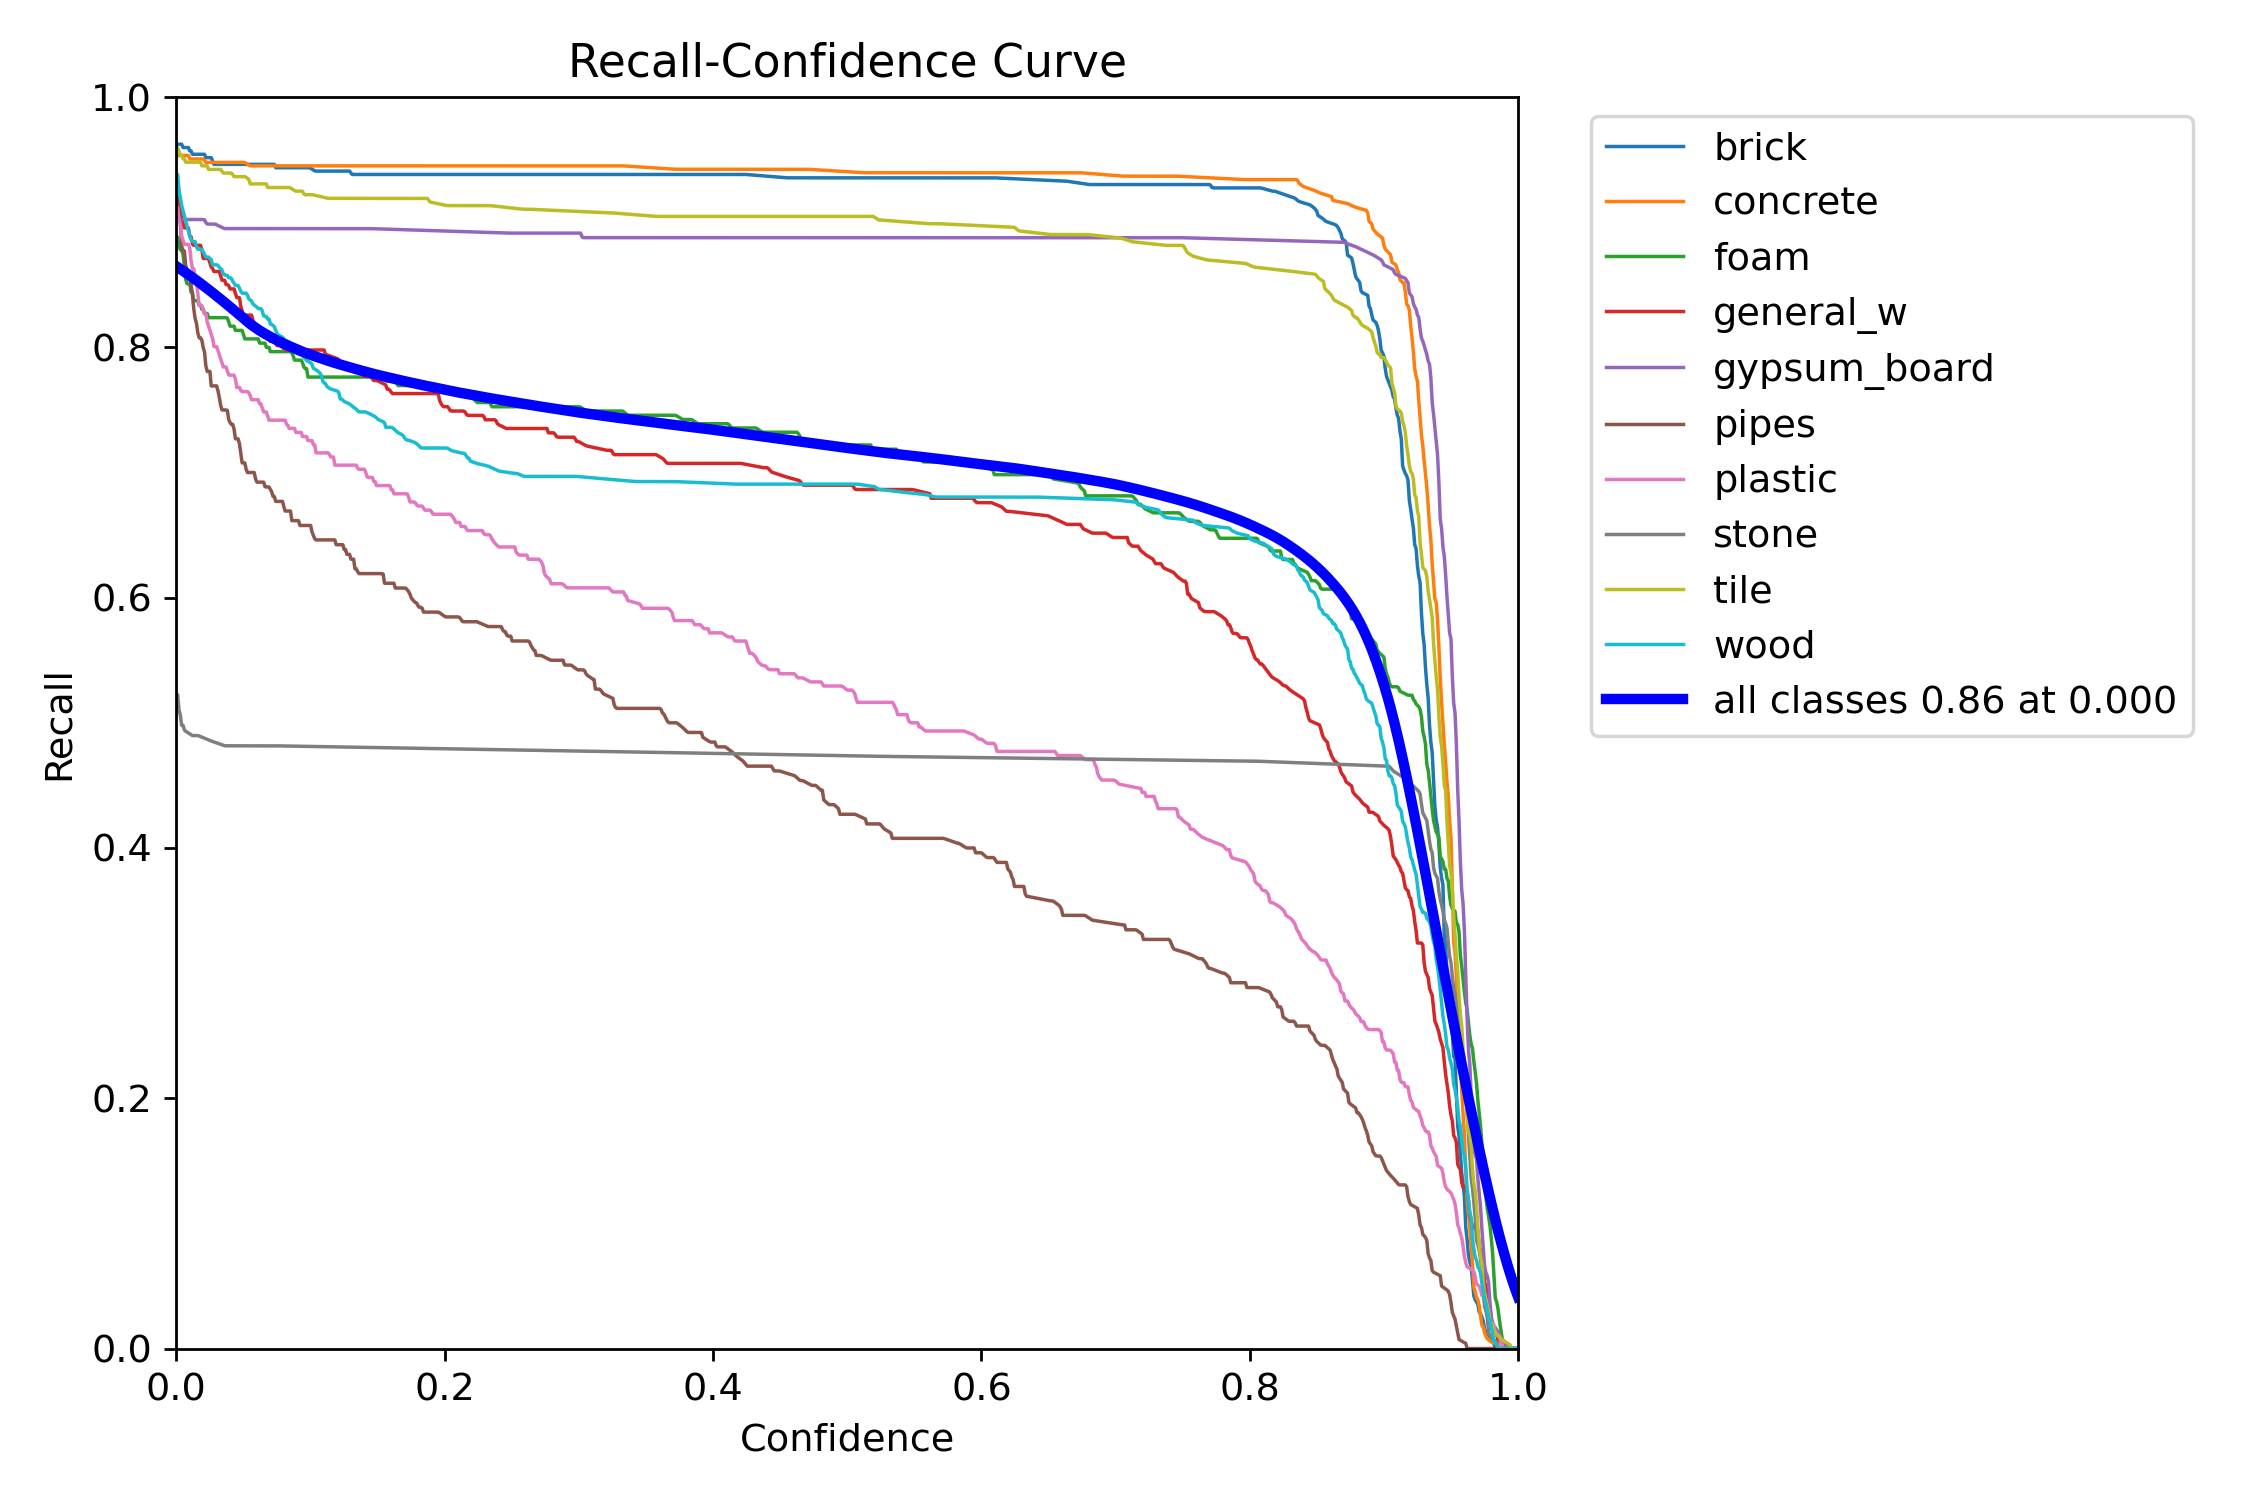 Recall-Confidence Curve
1.0
0.8
0.6
0.4
0.2
0.0
Recall
0.0 0.2 0.4 0.6 0.8 1.0
Confidence
brick
concrete
foam
general_w
gypsum_board
pipes
plastic
stone
tile
wood
all classes 0.86 at 0.000